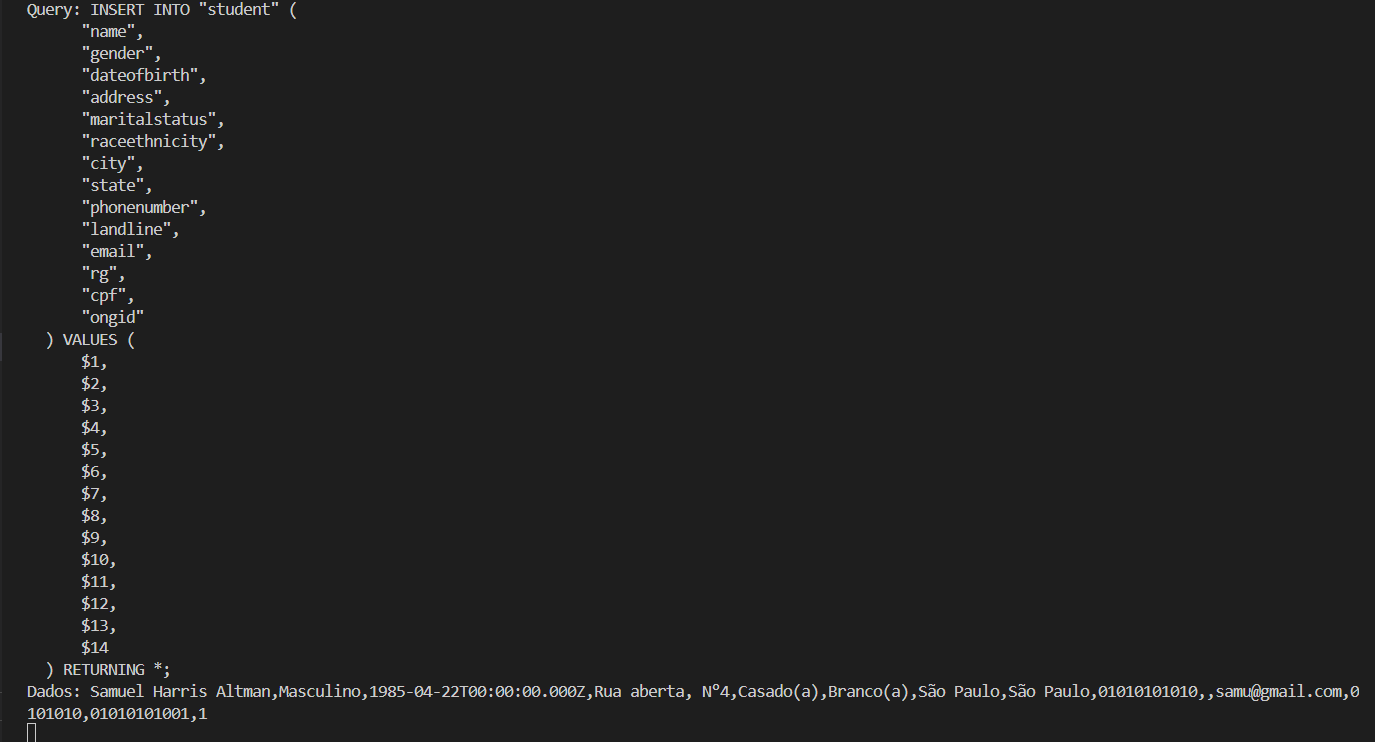 Query: INSERT INTO "student" (
"name",
"gender",
"dateofbirth",
"address",
"maritalstatus",
"raceethnicity",
"city",
"state",
"phonenumber",
"landline",
"email",
"rg",
"cpf",
"ongid"
) VALUES (
$1,
$2,
$3,
$4,
$5,
$6,
$7,
$8,
$9,
$10,
$11,
$12,
$13,
$14
) RETURNING *;
Dados: Samuel Harris Altman,Masculino,1985-04-22T00:00:00.000Z,Rua aberta, Nº4,Casado(a),Branco(a),São Paulo,São Paulo,01010101010,,samu@gmail.com,0
101010,01010101001,1